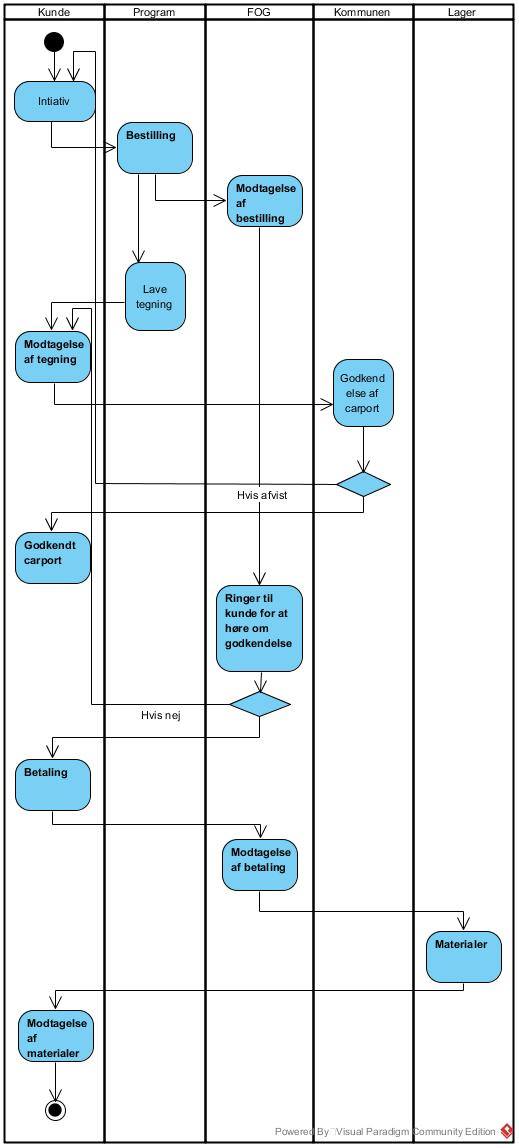 Kunde
Program
FOG
Kommunen
Lager
Intiativ
Bestilling
Modtagelse
af
bestilling
Lave
tegning
Modtagelse
af tegning
Godkend
else af
carport
Hvis afvist
Godkendt
carport
Ringer til
kunde for at
høre om
godkendelse
Hvis nej
Betaling
Modtagelse
af betaling
Materialer
Modtagelse
af
materialer
Powered By Visual Paradigm Community Edition